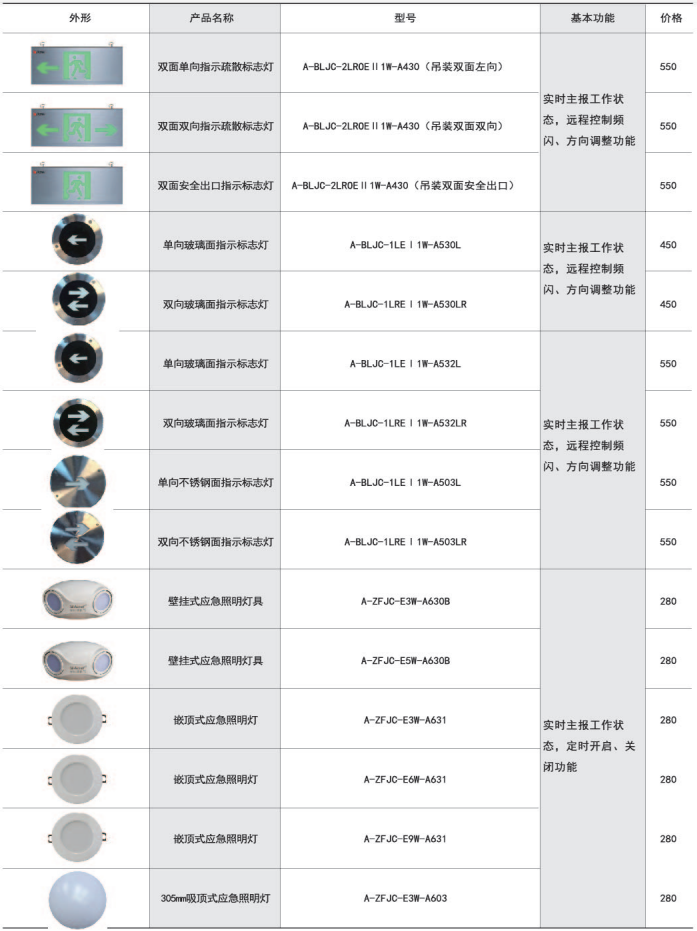 外形 产品名称 型号 基本功能 价格
双面单向指示疏散标志灯 A-BLJC-2LROEⅡ1W-A430（吊装双面左向） 550
双面双向指示疏散标志灯 A-BLJC-2LROEⅡ1W-A430（吊装双面双向） 550
双面安全出口指示标志灯 A-BLJC-2LROEⅡ1W-A430（吊装双面安全出口） 550
实时主报工作状
态，远程控制频
闪、方向调整功能
单向玻璃面指示标志灯 A-BLJC-1LEⅠ1W-A530L 450
双向玻璃面指示标志灯 A-BLJC-1LREⅠ1W-A530LR 450
实时主报工作状
态，远程控制频
闪、方向调整功能
单向玻璃面指示标志灯 A-BLJC-1LEⅠ1W-A532L 550
双向玻璃面指示标志灯 A-BLJC-1LREⅠ1W-A532LR 550
单向不锈钢面指示标志灯 A-BLJC-1LEⅠ1W-A503L 550
双向不锈钢面指示标志灯 A-BLJC-1LREⅠ1W-A503LR 550
实时主报工作状
态，远程控制频
闪、方向调整功能
壁挂式应急照明灯具 A-ZFJC-E3W-A630B 280
壁挂式应急照明灯具 A-ZFJC-E5W-A630B 280
嵌顶式应急照明灯 A-ZFJC-E3W-A631 280
嵌顶式应急照明灯 A-ZFJC-E6W-A631 280
嵌顶式应急照明灯 A-ZFJC-E9W-A631 280
305mm吸顶式应急照明灯 A-ZFJC-E3W-A603 280
实时主报工作状
态，定时开启、关
闭功能